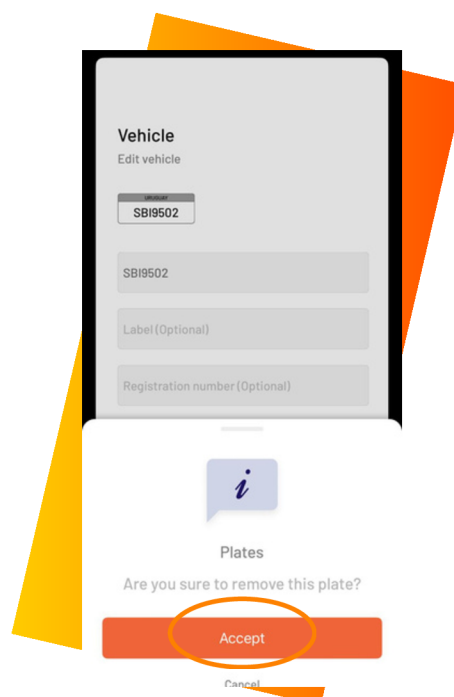 Vehicle
Edit vehicle
URUGUAY
SBI9502
SBI9502
Label (Optional)
Registration number (Optional)
i
Plates
Are you sure to remove this plate?
Accept
Cancel